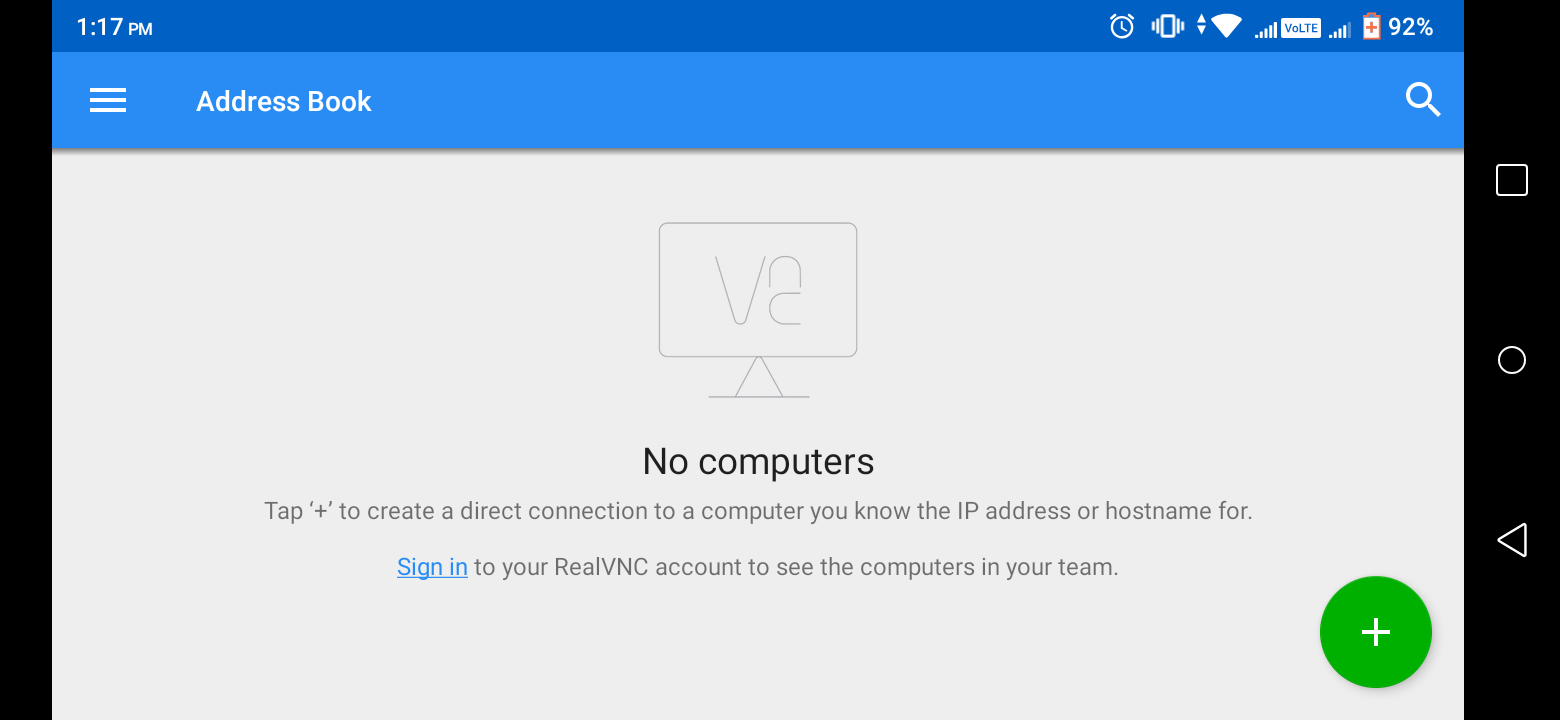 1:17 PM VoLTE 92%
Address Book
No computers
Tap ‘+’ to create a direct connection to a computer you know the IP address or hostname for.
Sign in to your RealVNC account to see the computers in your team.